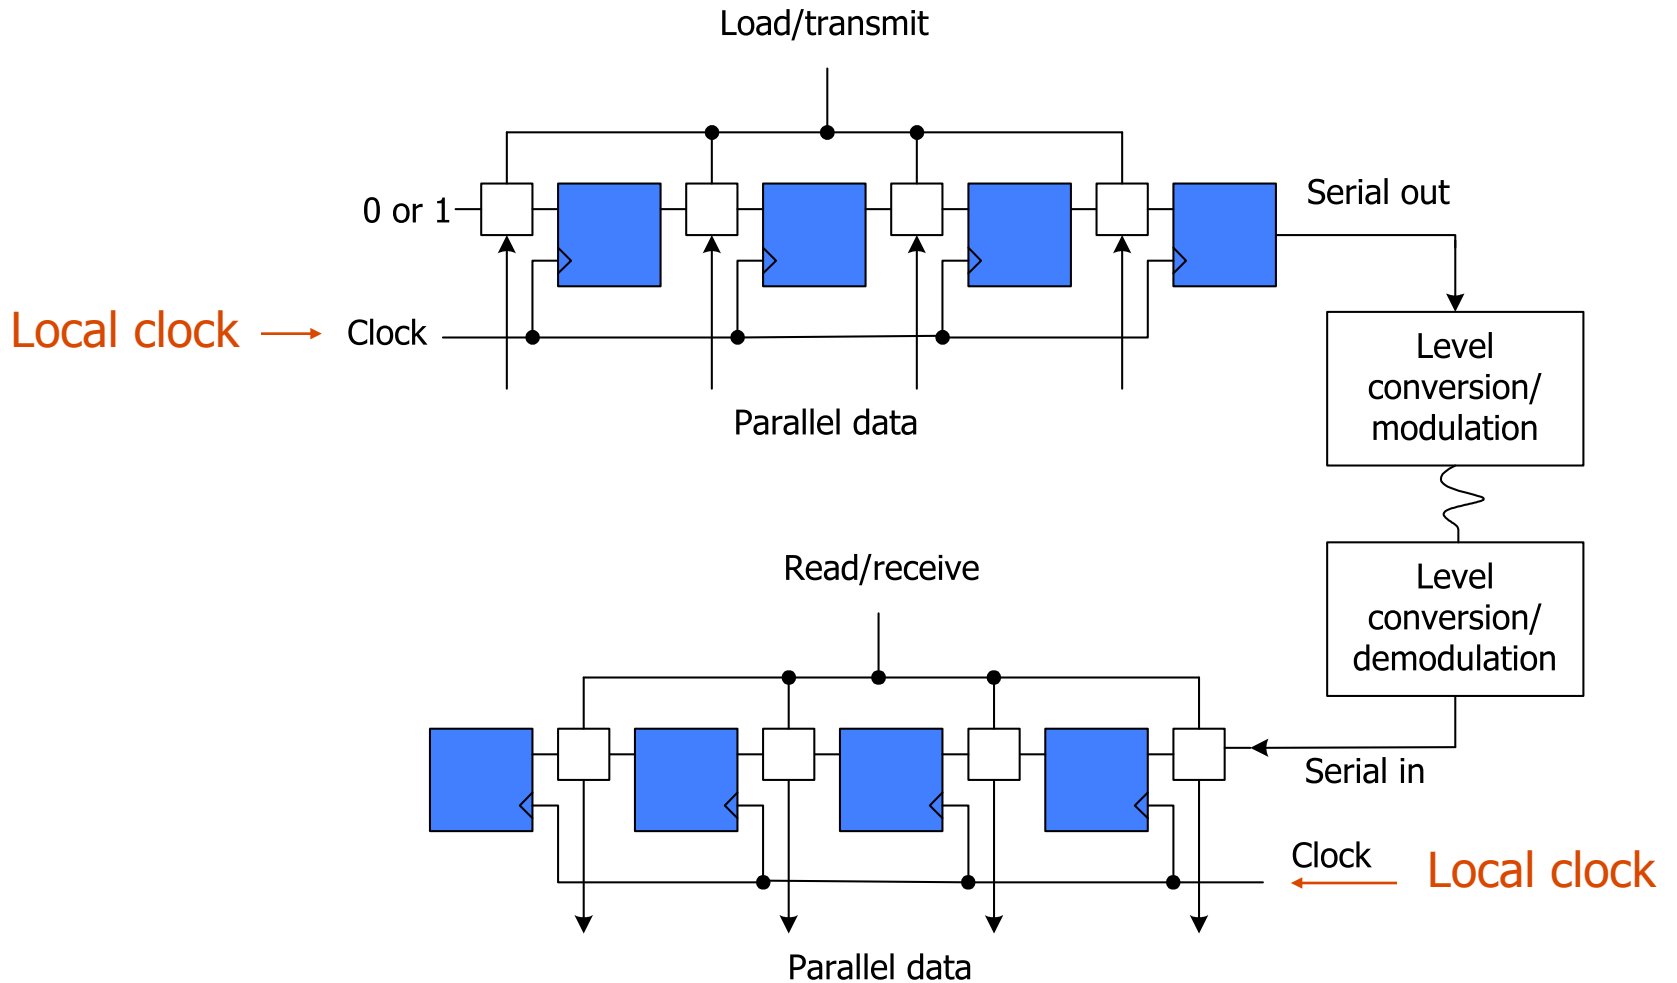 Load/transmit
0 or 1
Serial out
Local clock
Clock
Parallel data
Level
conversion/
modulation
Read/receive
Level
conversion/
demodulation
Serial in
Clock
Local clock
Parallel data